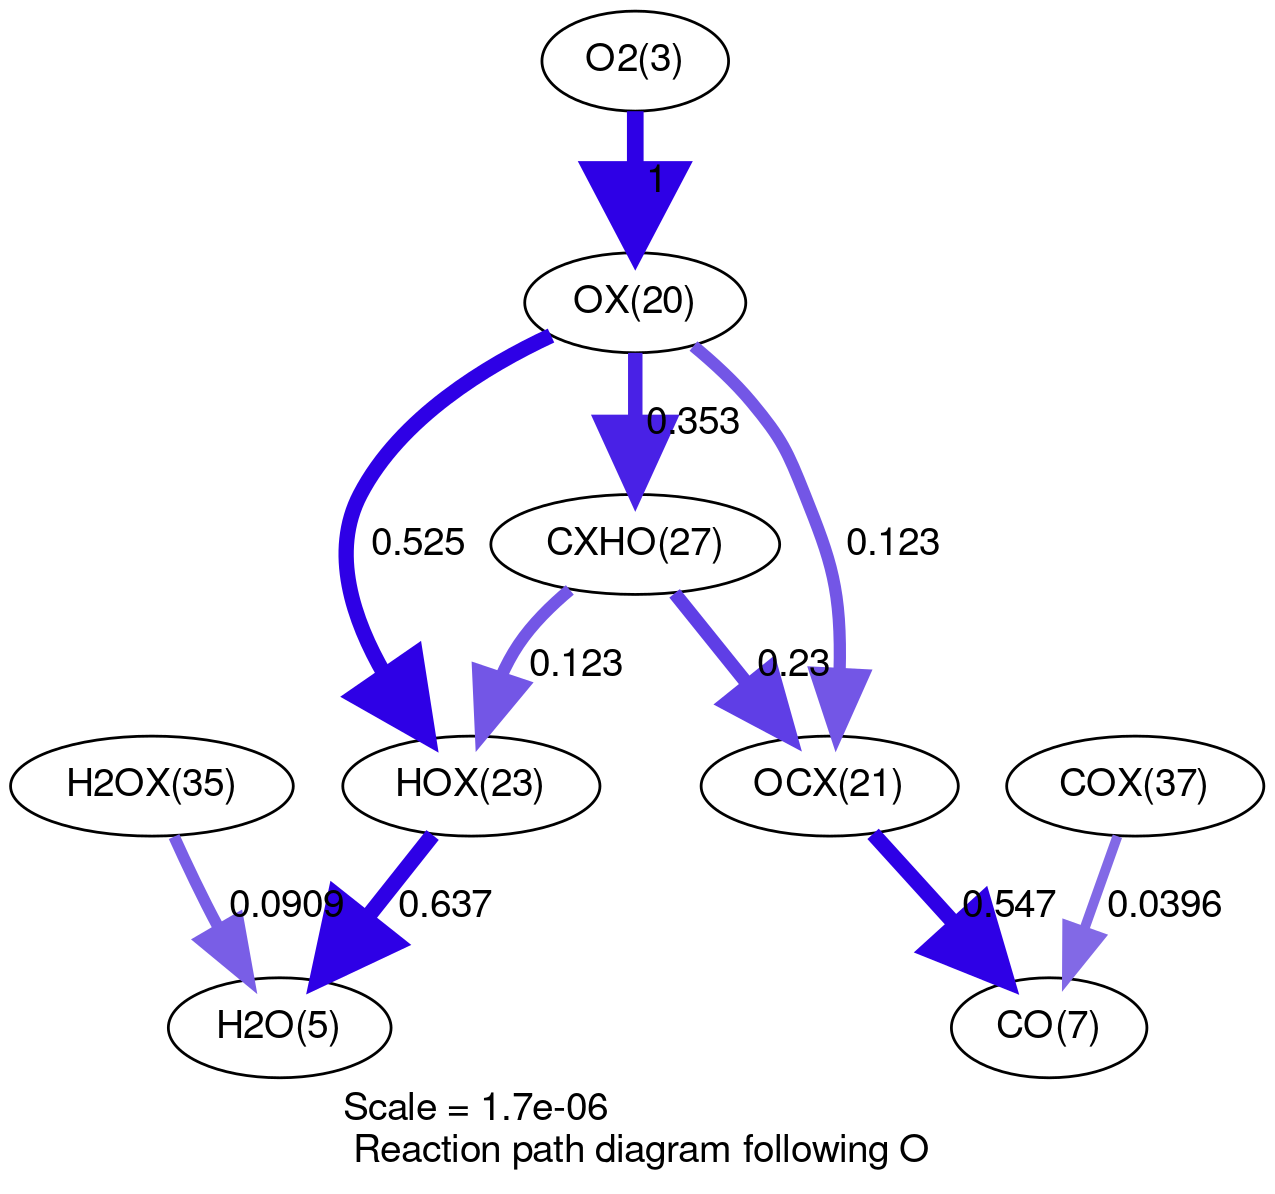 O2(3)
1
OX(20)
0.353
0.525
CXHO(27)
0.123
0.123
0.23
H2OX(35)
HOX(23)
OCX(21)
COX(37)
0.0909
0.637
0.547
0.0396
H2O(5)
CO(7)
Scale = 1.7e-06
Reaction path diagram following O